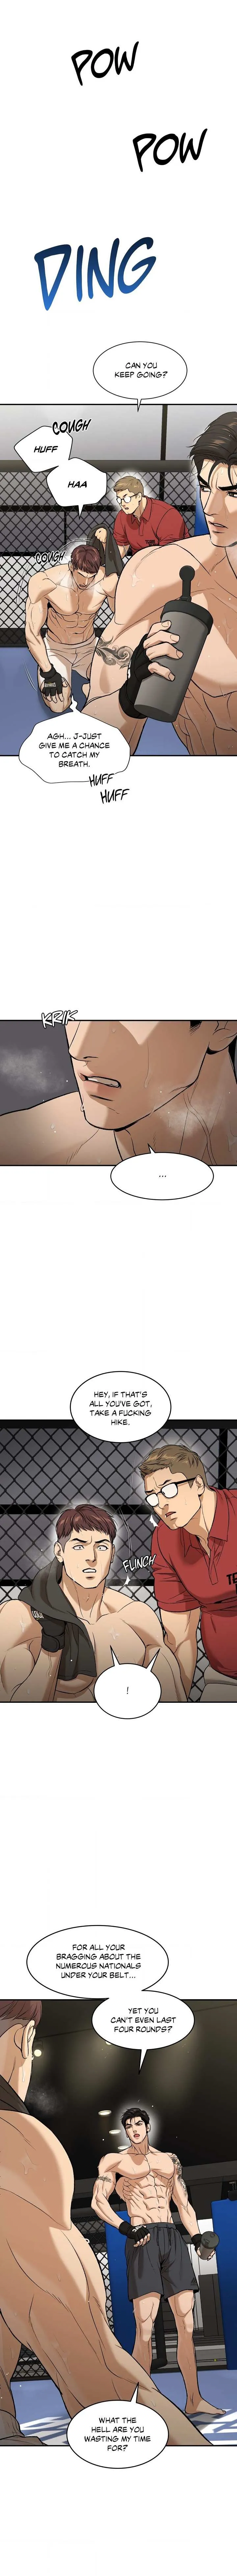 POW
POW
DING
CAN YOU
KEEP GOING?
COUGH
HUFF
HAA
COUGH
AGH... J-JUST
GIVE ME A CHANCE
TO CATCH MY
BREATH.
HUFF
HUFF
KRIK
...
HEY, IF THAT'S
ALL YOU'VE GOT,
TAKE A FUCKING
HIKE.
FLINCH
TE
!
FOR ALL YOUR
BRAGGING ABOUT THE
NUMEROUS NATIONALS
UNDER YOUR BELT...
YET YOU
CAN'T EVEN LAST
FOUR ROUNDS?
WHAT THE
HELL ARE YOU
WASTING MY TIME
FOR?